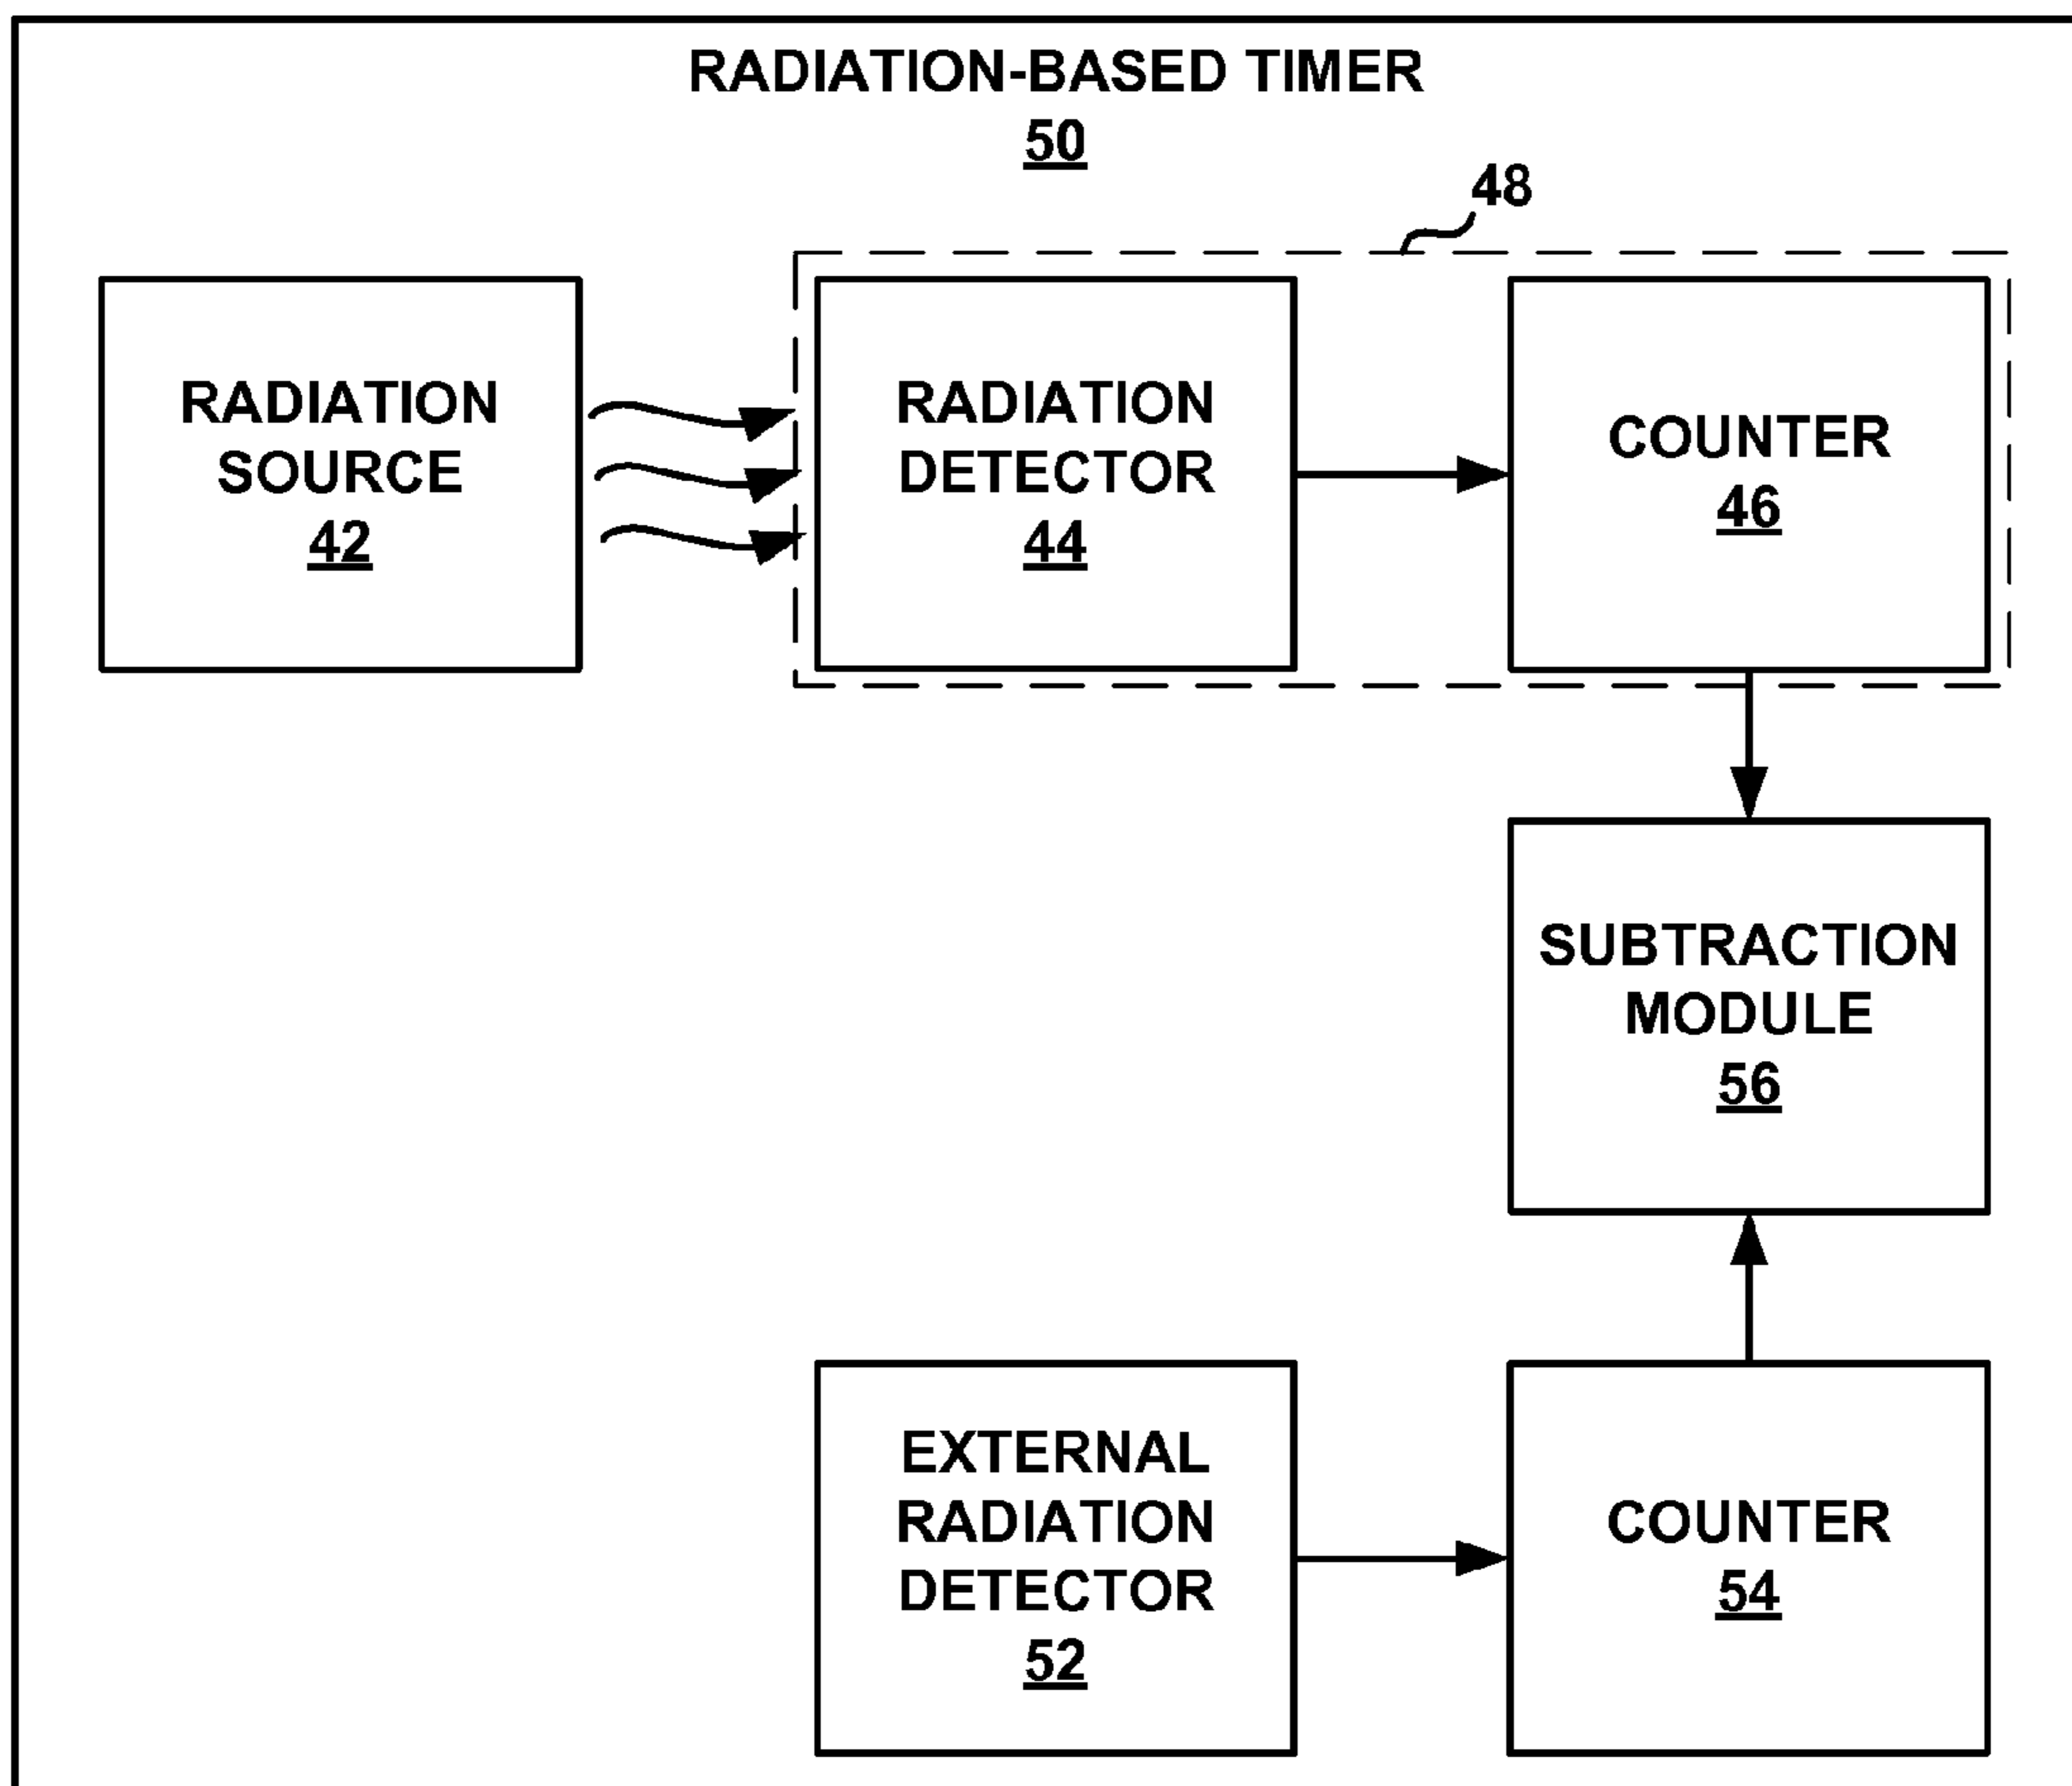 RADIATION-BASED TIMER
50
48
RADIATION
SOURCE
42
RADIATION
DETECTOR
44
COUNTER
46
SUBTRACTION
MODULE
56
EXTERNAL
RADIATION
DETECTOR
52
COUNTER
54